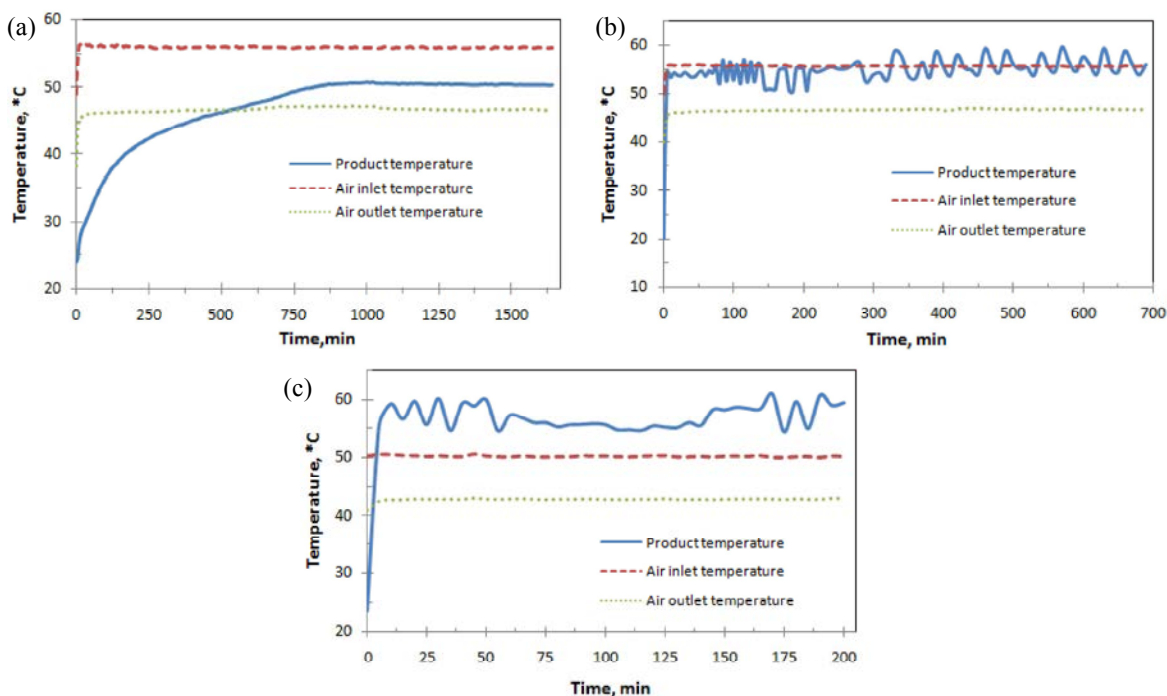 (a)
60
50
40
30
20
Temperature, *C
Product temperature
Air inlet temperature
Air outlet temperature
0 250 500 750 1000 1250 1500
Time,min
(b)
60
50
40
30
20
10
Temperature, *C
Product temperature
Air inlet temperature
Air outlet temperature
0 100 200 300 400 500 600 700
Time, min
(c)
60
50
40
30
20
Temperature, *C
Product temperature
Air inlet temperature
Air outlet temperature
0 25 50 75 100 125 150 175 200
Time, min